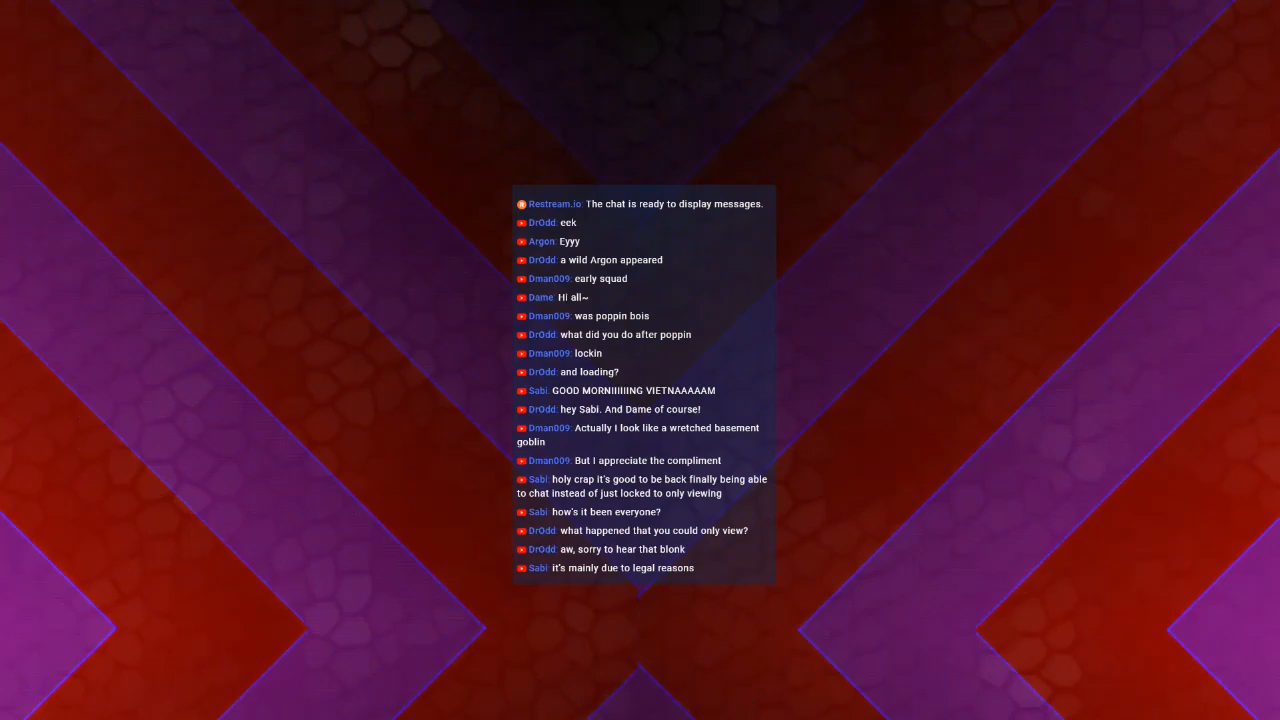 Restream.io: The chat is ready to display messages.
DrOdd: eek
Argon: Eyyy
DrOdd: a wild Argon appeared
Dman009: early squad
Dame: Hi all~
Dman009: was poppin bois
DrOdd: what did you do after poppin
Dman009: lockin
DrOdd: and loading?
Sabi: GOOD MORNIIIIIING VIETNAAAAAM
DrOdd: hey Sabi. And Dame of course!
Dman009: Actually I look like a wretched basement
goblin
Dman009: But I appreciate the compliment
Sabi: holy crap it's good to be back finally being able
to chat instead of just locked to only viewing
Sabi: how's it been everyone?
DrOdd: what happened that you could only view?
DrOdd: aw, sorry to hear that blonk
Sabi: it's mainly due to legal reasons